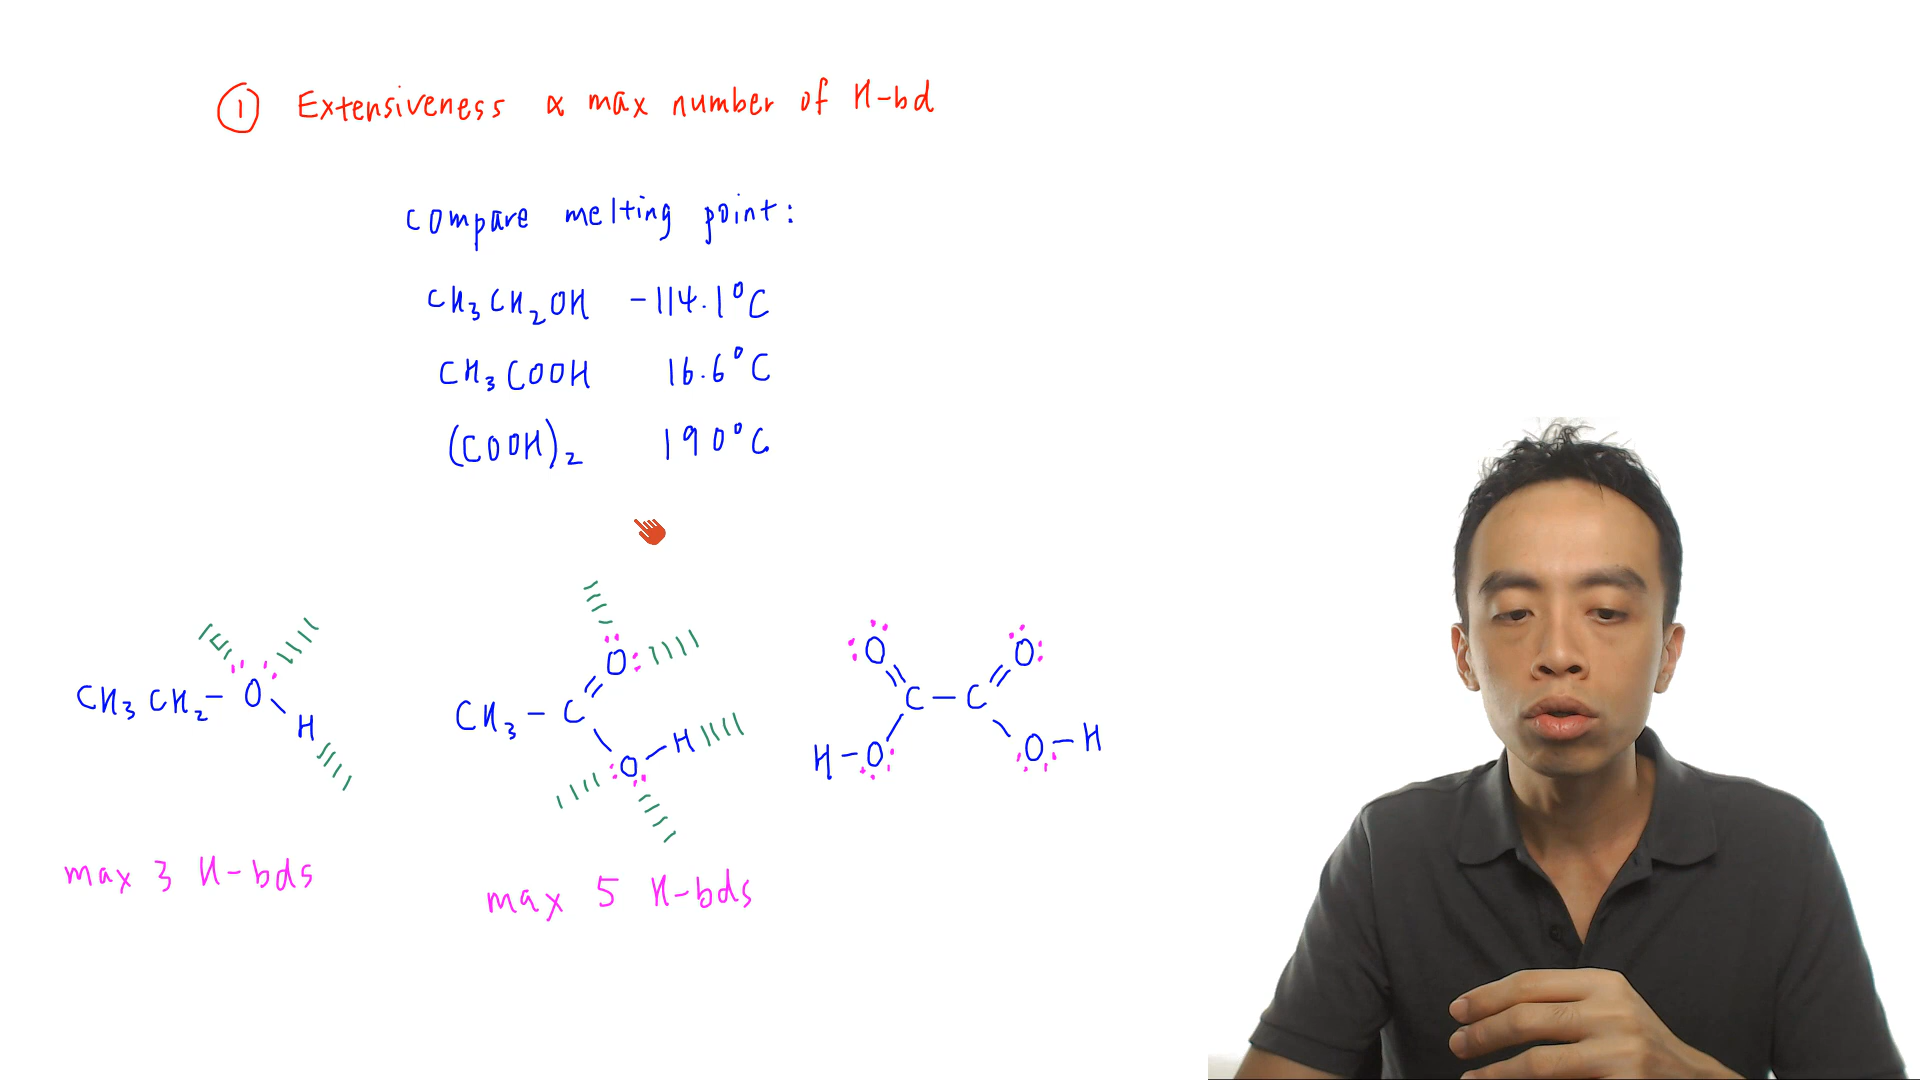 ① Extensiveness ∝ max number of H-bd
compare melting point:
CH₃CH₂OH -114.1°C
CH₃COOH 16.6°C
(COOH)₂ 190°C
CH₃CH₂-O
H
CH₃-C
O
O-H
O
C-C
O
H-O
O-H
max 3 H-bds
max 5 H-bds